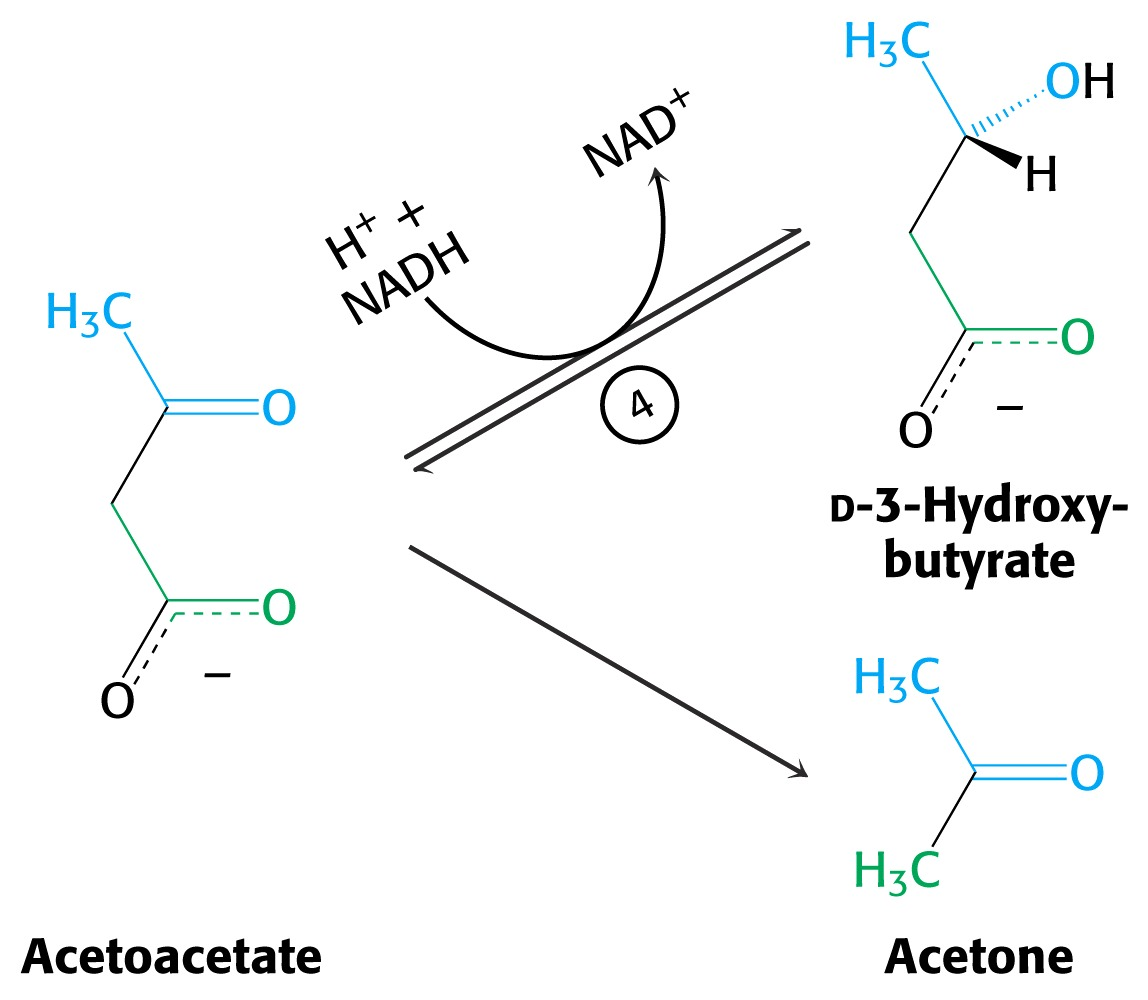 H₃C
OH
H
O
O
−
D-3-Hydroxy-
butyrate
NAD⁺
H⁺ +
NADH
4
H₃C
O
O
O
−
Acetoacetate
H₃C
O
H₃C
Acetone